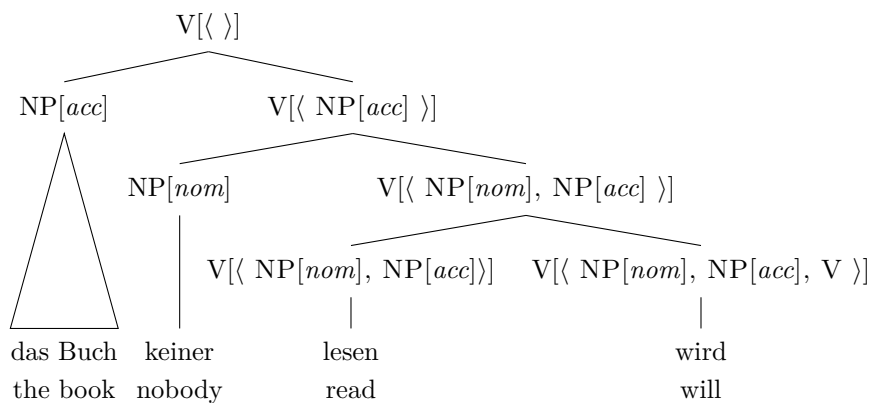 V[⟨ ⟩]
NP[acc] V[⟨ NP[acc] ⟩]
NP[nom] V[⟨ NP[nom], NP[acc] ⟩]
V[⟨ NP[nom], NP[acc]⟩] V[⟨ NP[nom], NP[acc], V ⟩]
das Buch keiner lesen wird
the book nobody read will